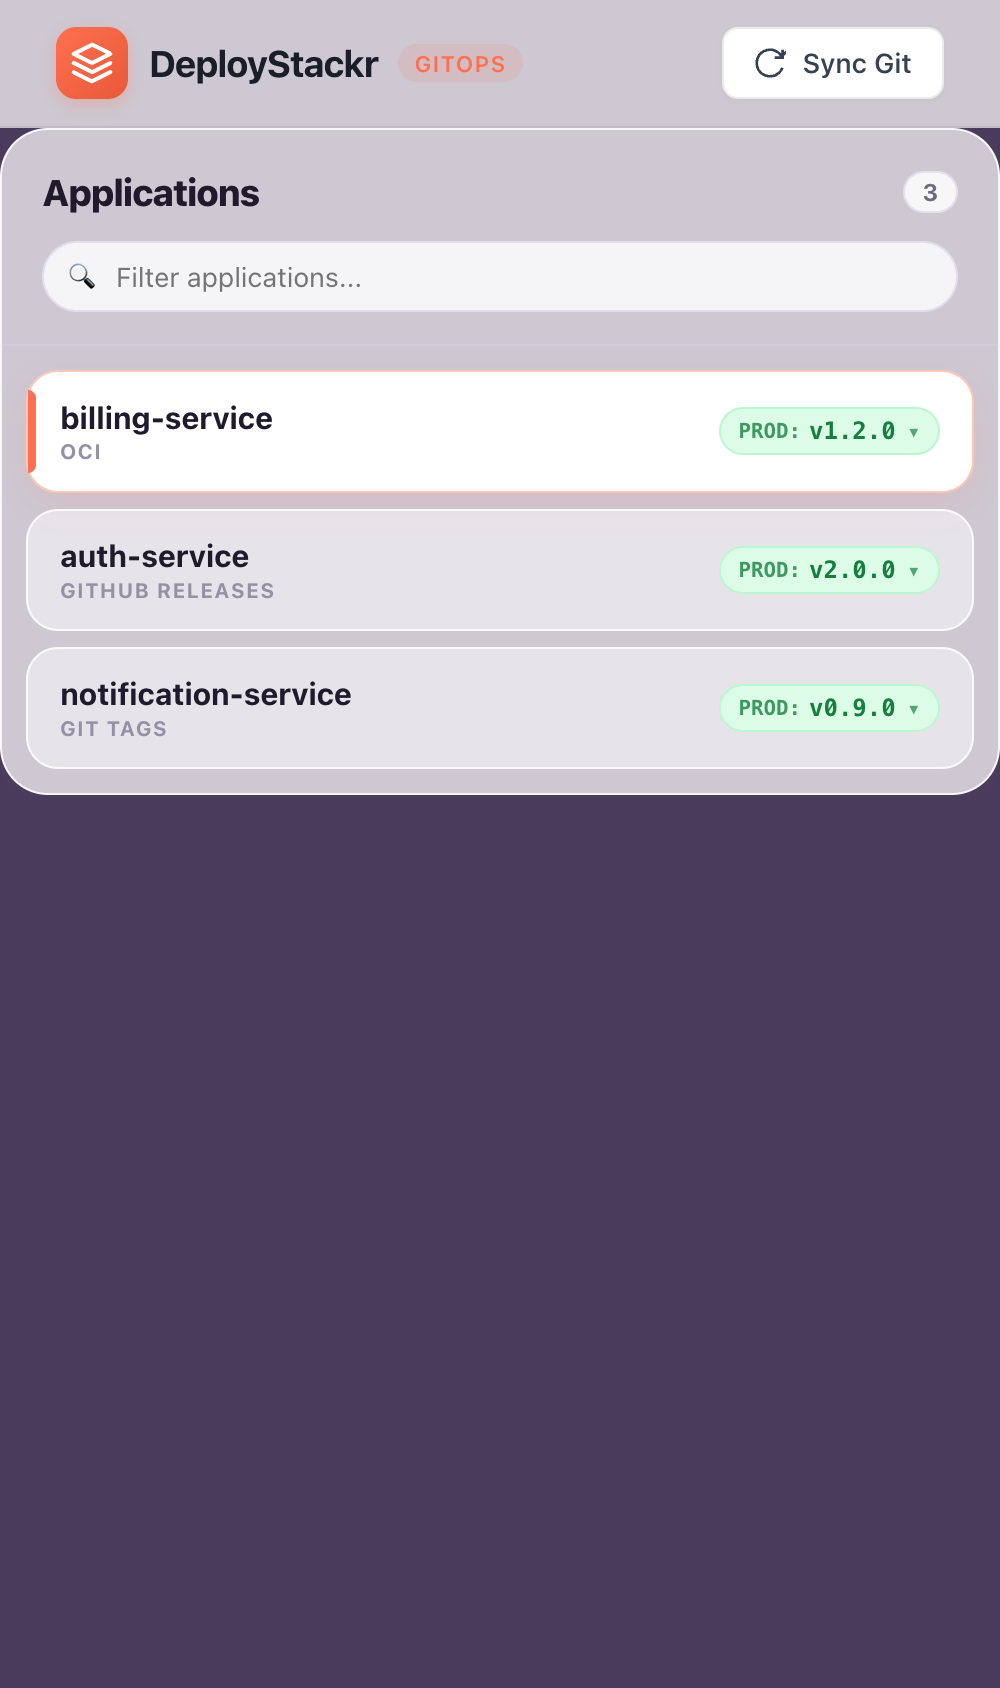 DeployStackr GITOPS Sync Git
Applications 3
Filter applications...
billing-service
OCI
PROD: v1.2.0 ▾
auth-service
GITHUB RELEASES
PROD: v2.0.0 ▾
notification-service
GIT TAGS
PROD: v0.9.0 ▾